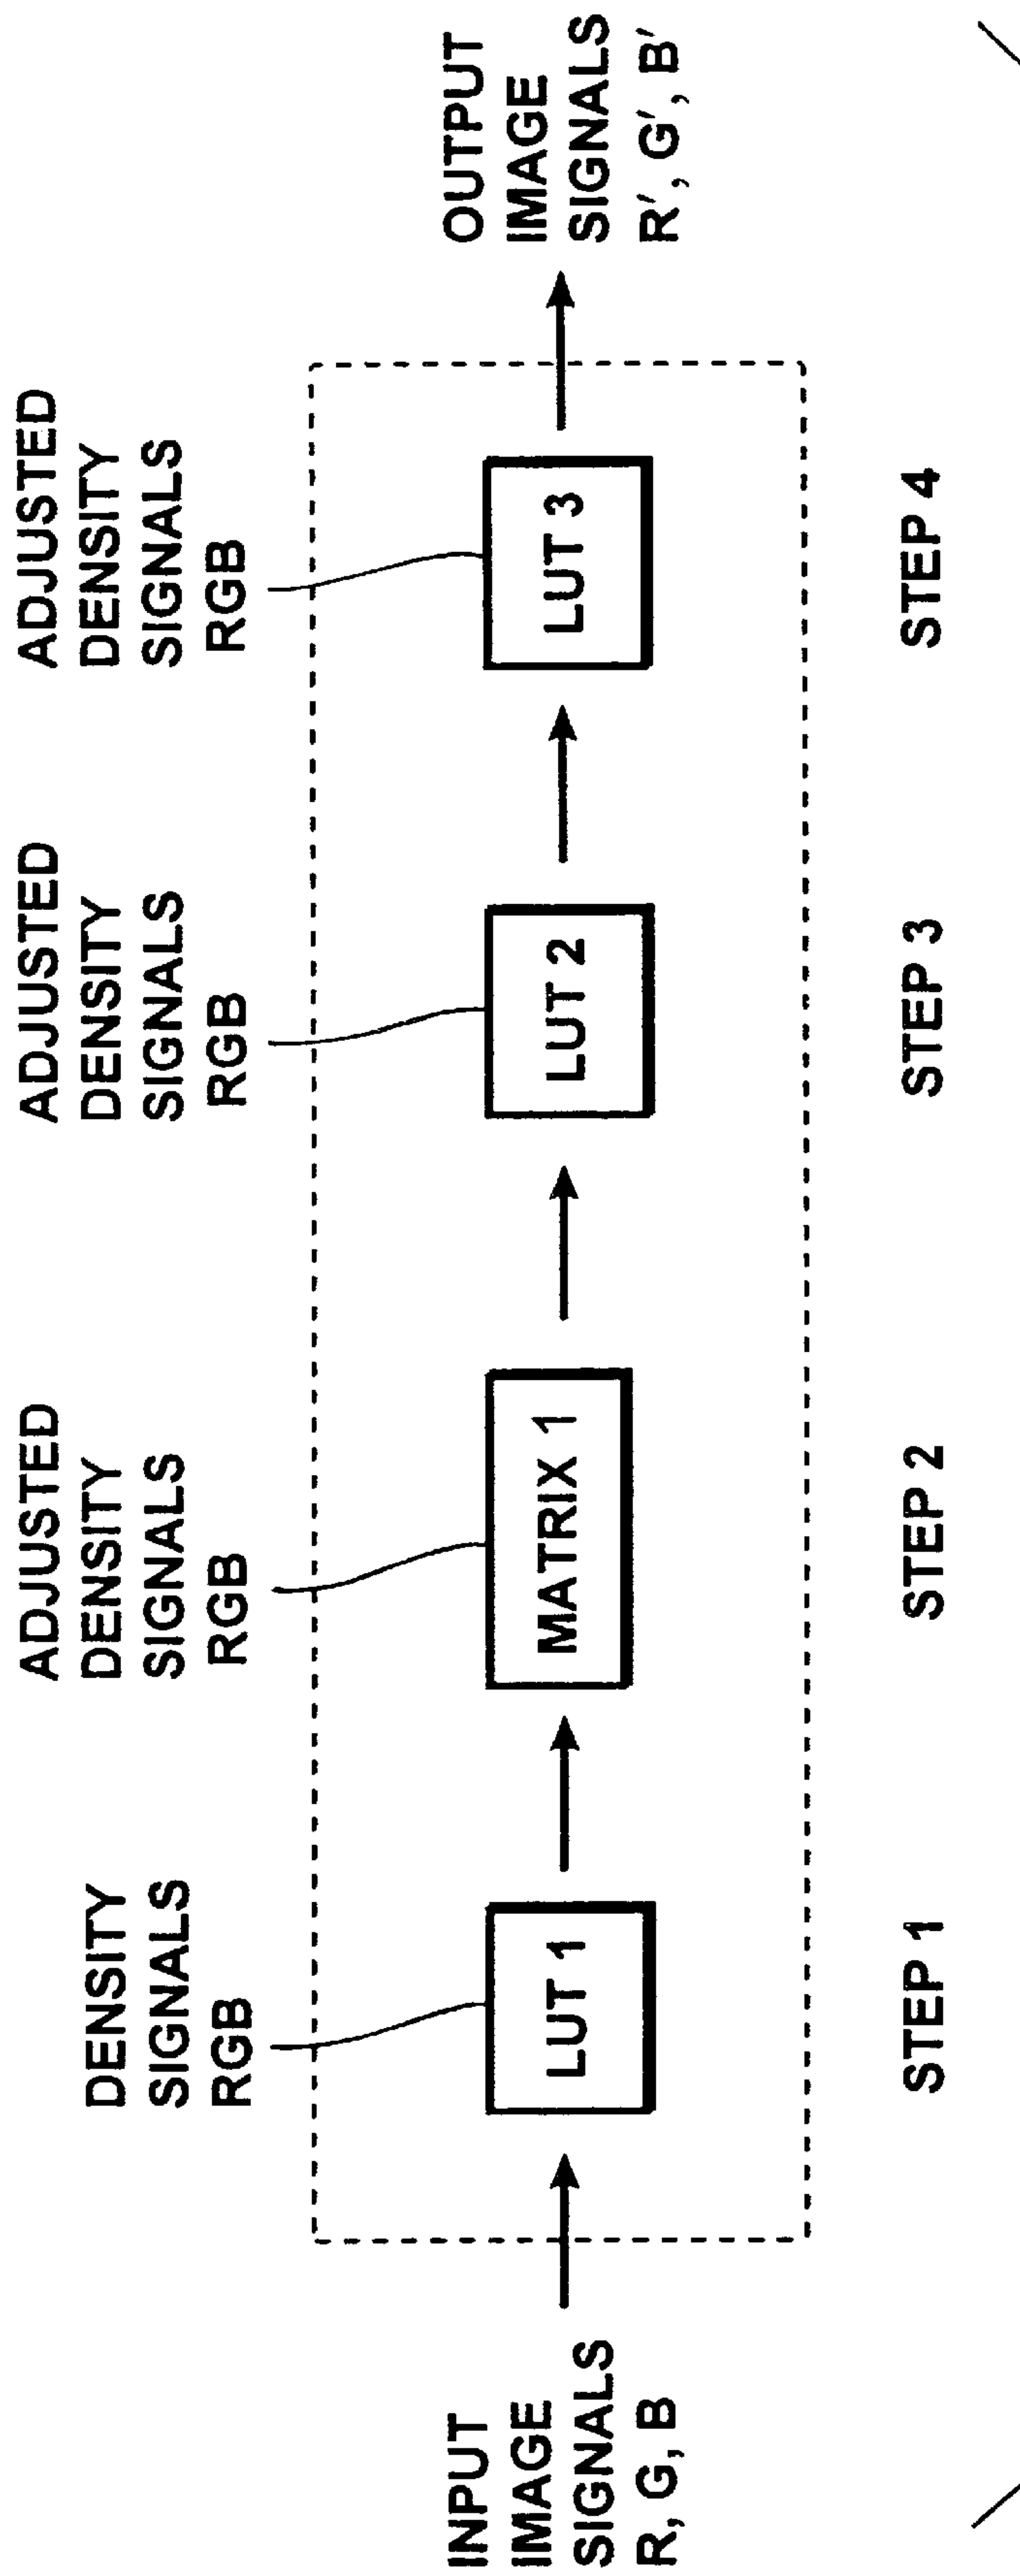 DENSITY
SIGNALS
RGB
ADJUSTED
DENSITY
SIGNALS
RGB
ADJUSTED
DENSITY
SIGNALS
RGB
ADJUSTED
DENSITY
SIGNALS
RGB
INPUT
IMAGE
SIGNALS
R, G, B
LUT 1
MATRIX 1
LUT 2
LUT 3
OUTPUT
IMAGE
SIGNALS
R′, G′, B′
STEP 1
STEP 2
STEP 3
STEP 4